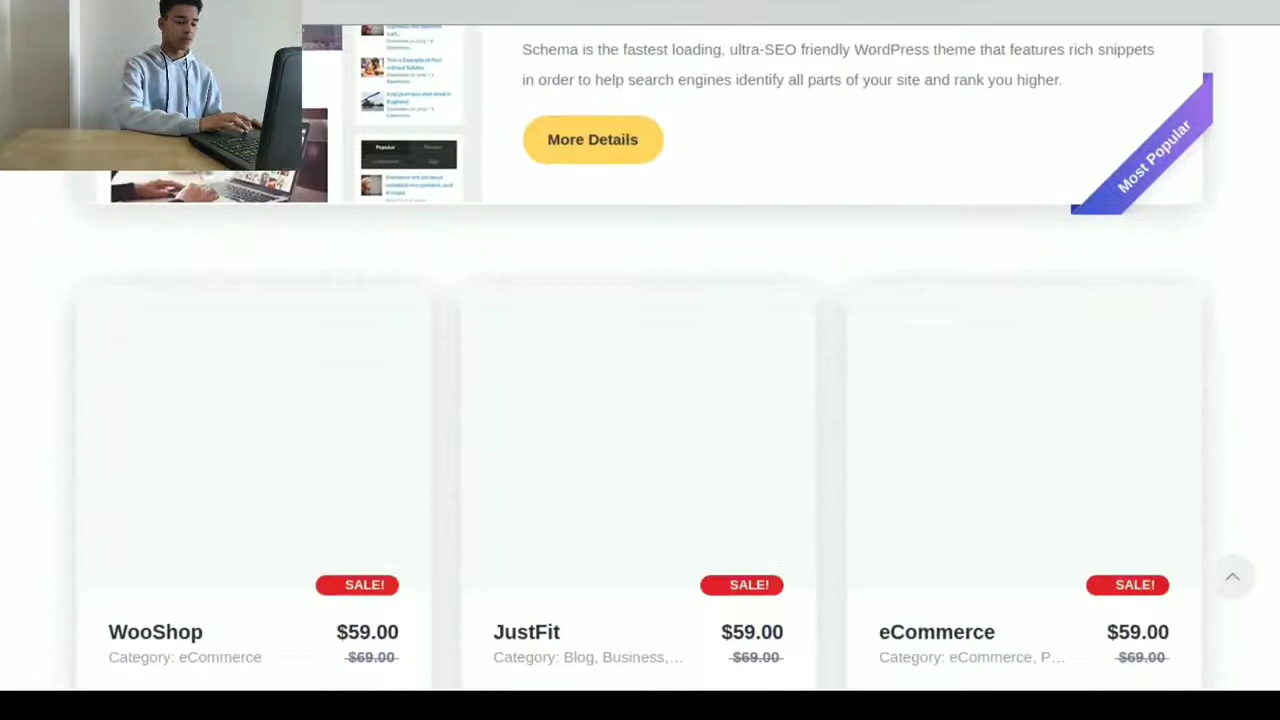 Schema is the fastest loading, ultra-SEO friendly WordPress theme that features rich snippets
in order to help search engines identify all parts of your site and rank you higher.
More Details
Most Popular
Popular
SALE!
SALE!
SALE!
WooShop
$59.00
JustFit
$59.00
eCommerce
$59.00
Category: eCommerce
$69.00
Category: Blog, Business,...
$69.00
Category: eCommerce, P...
$69.00